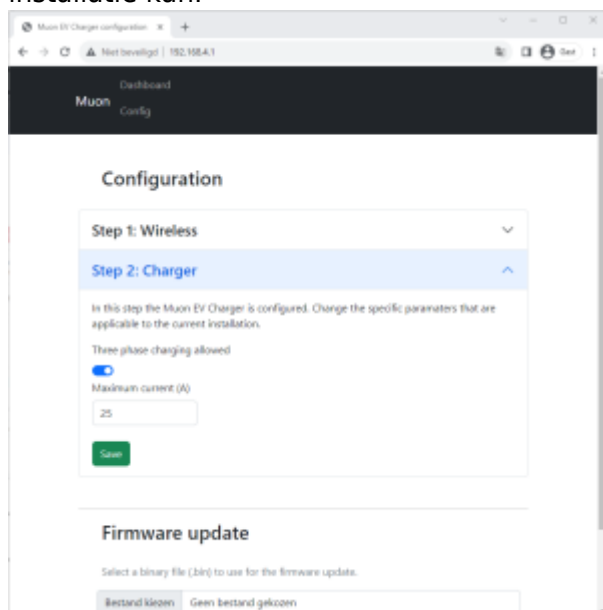 installatie kan.
Muon EV Charger configuration
Niet beveiligd | 192.168.4.1
Gast
Dashboard
Muon
Config
Configuration
Step 1: Wireless
Step 2: Charger
In this step the Muon EV Charger is configured. Change the specific paramaters that are
applicable to the current installation.
Three phase charging allowed
Maximum current (A)
25
Save
Firmware update
Select a binary file (.bin) to use for the firmware update.
Bestand kiezen Geen bestand gekozen